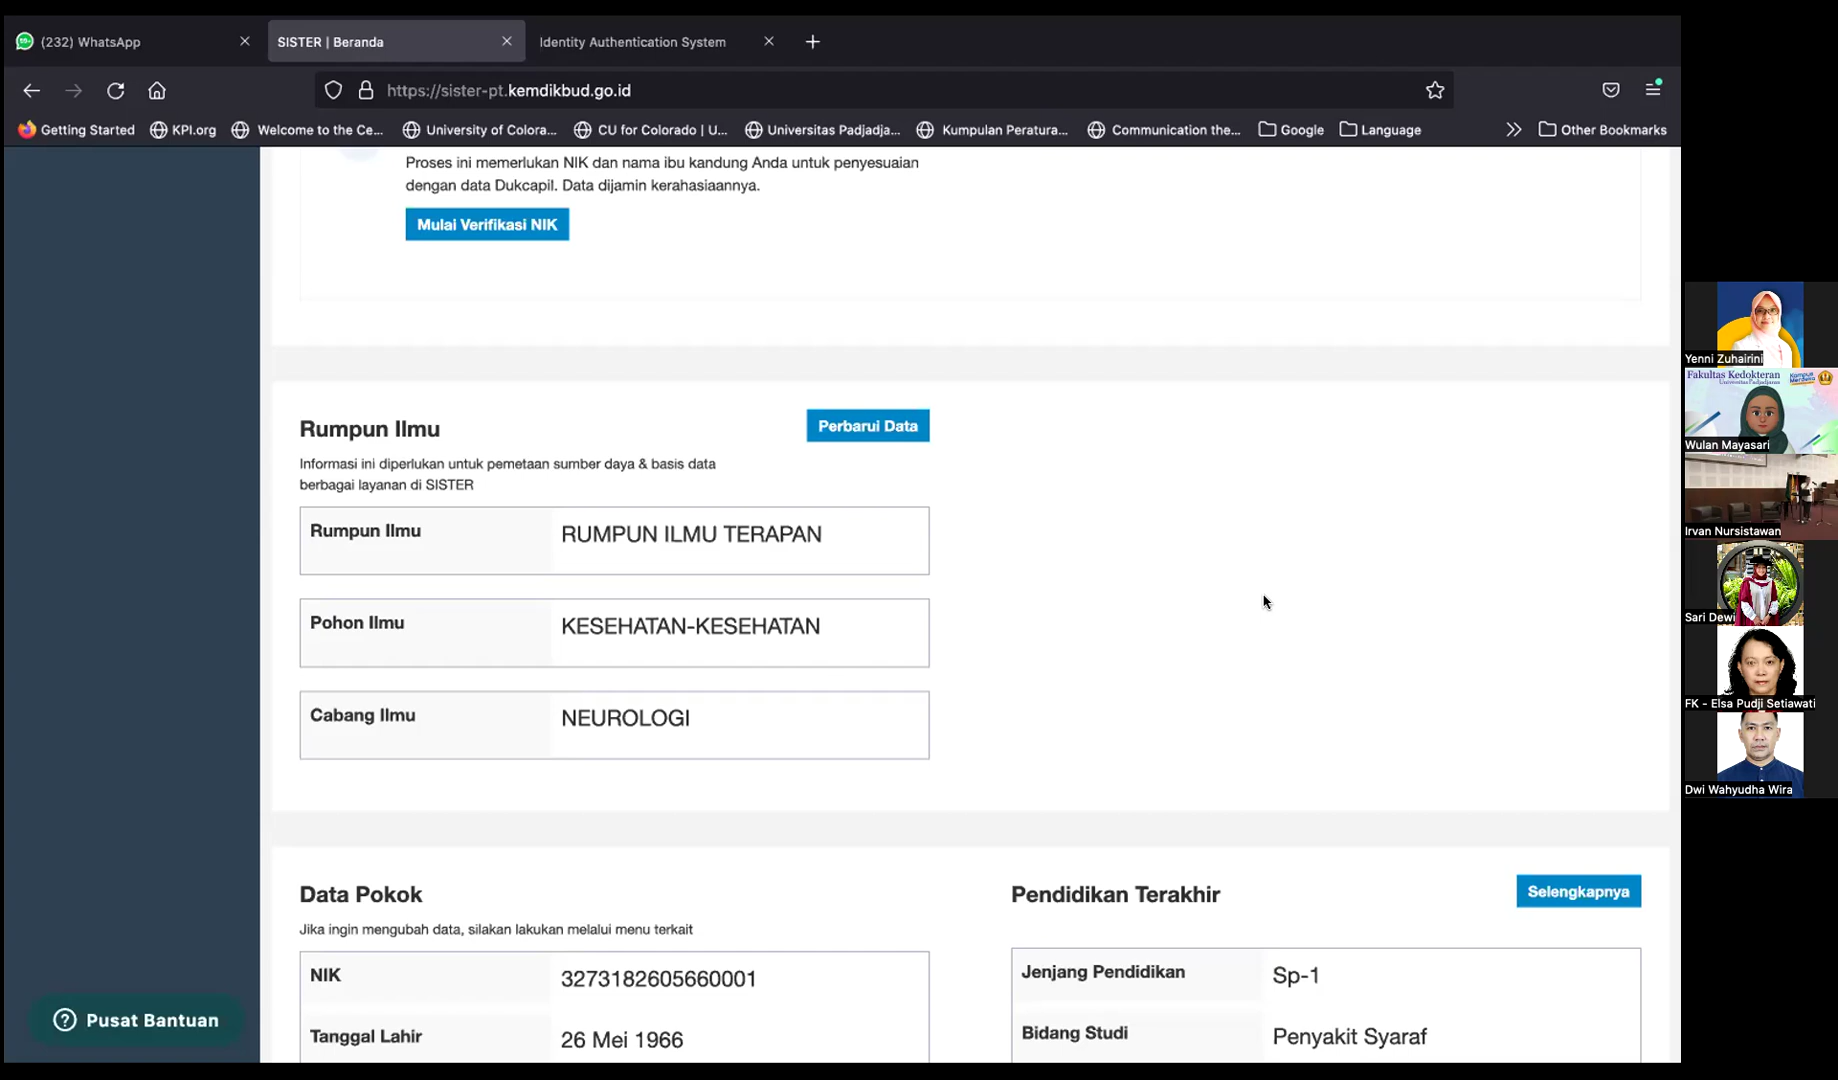 (232) WhatsApp
SISTER | Beranda
Identity Authentication System
https://sister-pt.kemdikbud.go.id
Getting Started
KPI.org
Welcome to the Ce...
University of Colora...
CU for Colorado | U...
Universitas Padjadja...
Kumpulan Peratura...
Communication the...
Google
Language
Other Bookmarks
Proses ini memerlukan NIK dan nama ibu kandung Anda untuk penyesuaian
dengan data Dukcapil. Data dijamin kerahasiaannya.
Mulai Verifikasi NIK
Rumpun Ilmu
Perbarui Data
Informasi ini diperlukan untuk pemetaan sumber daya & basis data
berbagai layanan di SISTER
Rumpun Ilmu
RUMPUN ILMU TERAPAN
Pohon Ilmu
KESEHATAN-KESEHATAN
Cabang Ilmu
NEUROLOGI
Data Pokok
Jika ingin mengubah data, silakan lakukan melalui menu terkait
NIK
3273182605660001
Tanggal Lahir
26 Mei 1966
Pendidikan Terakhir
Selengkapnya
Jenjang Pendidikan
Sp-1
Bidang Studi
Penyakit Syaraf
Pusat Bantuan
Yenni Zuhairini
Fakultas Kedokteran
Universitas Padjadjaran
Kampus
Merdeka
Wulan Mayasari
Irvan Nursistawan
Sari Dewi
FK - Elsa Pudji Setiawati
Dwi Wahyudha Wira